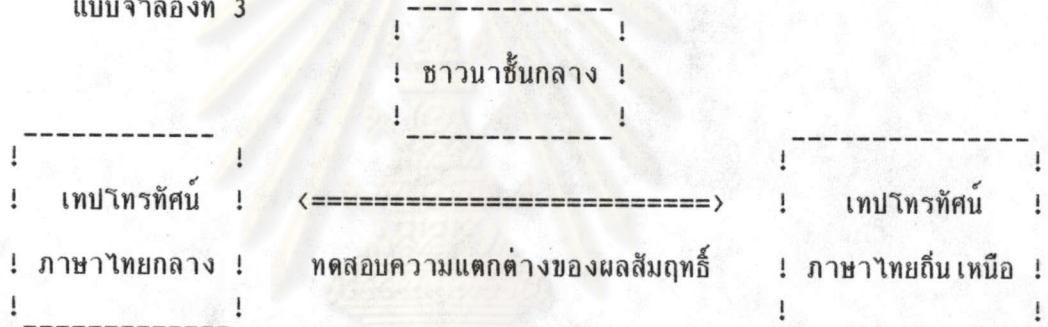 แบบจำลองที่ 3
ชาวนาชั้นกลาง
เทปโทรทัศน์
ภาษาไทยกลาง
<=========================>
ทดสอบความแตกต่างของผลสัมฤทธิ์
เทปโทรทัศน์
ภาษาไทยถิ่นเหนือ